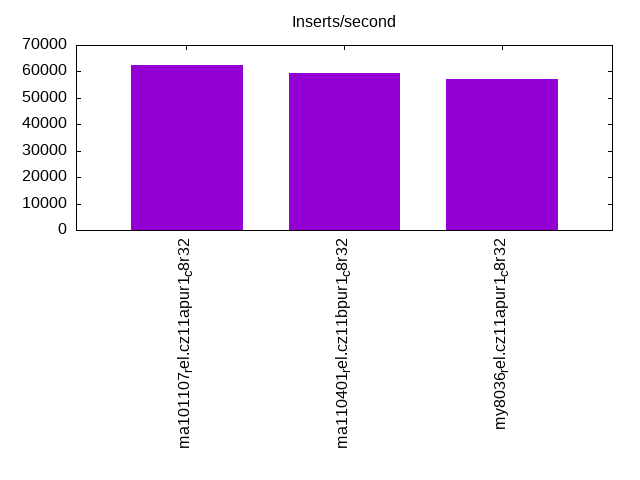 Inserts/second
70000
60000
50000
40000
30000
20000
10000
0
ma101107rel.cz11apur1c8r32
ma110401rel.cz11bpur1c8r32
my8036rel.cz11apur1c8r32